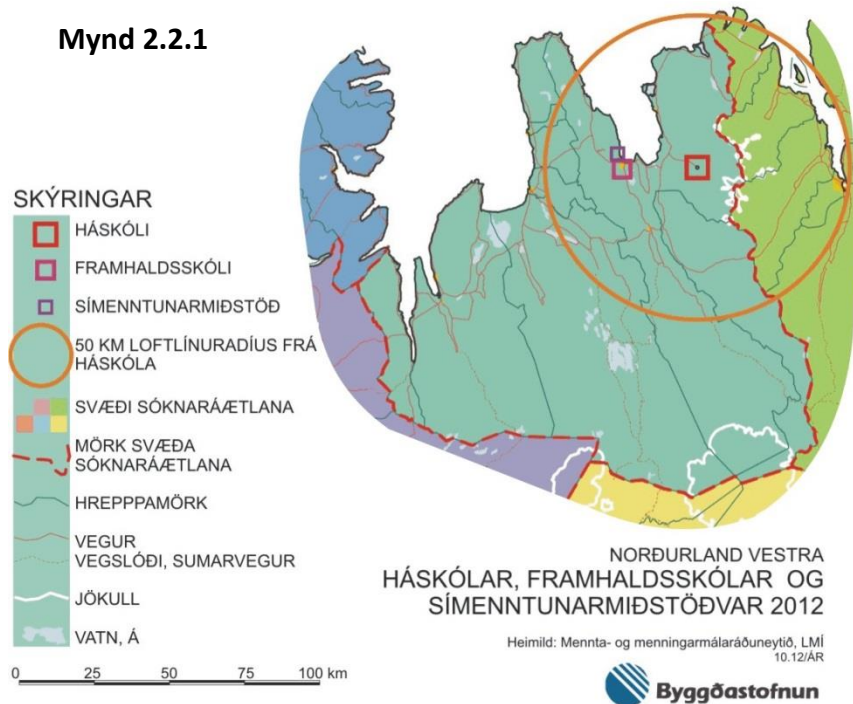 Mynd 2.2.1
SKÝRINGAR
HÁSKÓLI
FRAMHALDSSKÓLI
SÍMENNTUNARMIÐSTÖÐ
50 KM LOFTLÍNURADÍUS FRÁ
HÁSKÓLA
SVÆÐI SÓKNARÁÆTLANA
MÖRK SVÆÐA
SÓKNARÁÆTLANA
HREPPPAMÖRK
VEGUR
VEGSLÓÐI, SUMARVEGUR
JÖKULL
VATN, Á
0 25 50 75 100 km
NORÐURLAND VESTRA
HÁSKÓLAR, FRAMHALDSSKÓLAR OG
SÍMENNTUNARMIÐSTÖÐVAR 2012
Heimild: Mennta- og menningarmálaráðuneytið, LMÍ
10.12/ÁR
Byggðastofnun